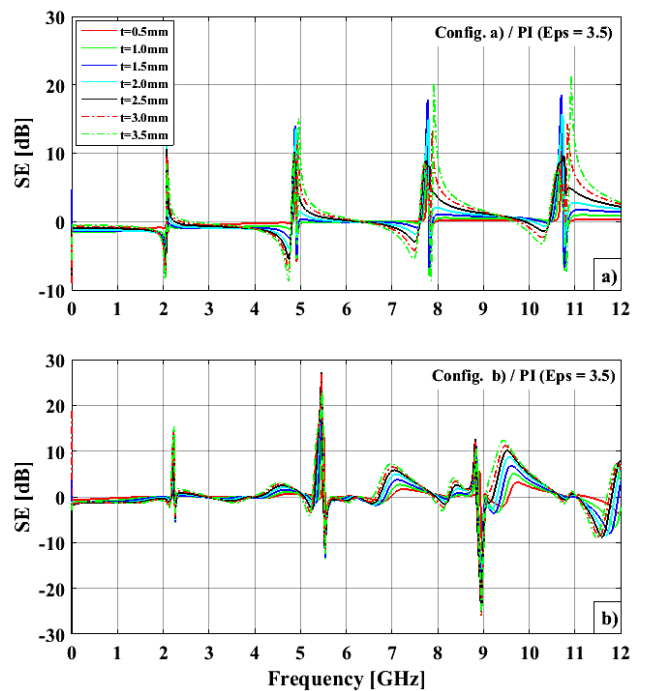 30
Config. a) / PI (Eps = 3.5)
t=0.5mm
t=1.0mm
t=1.5mm
t=2.0mm
t=2.5mm
t=3.0mm
t=3.5mm
20
10
0
-10
SE [dB]
a)
0 1 2 3 4 5 6 7 8 9 10 11 12
30
Config. b) / PI (Eps = 3.5)
20
10
0
-10
-20
-30
SE [dB]
b)
0 1 2 3 4 5 6 7 8 9 10 11 12
Frequency [GHz]